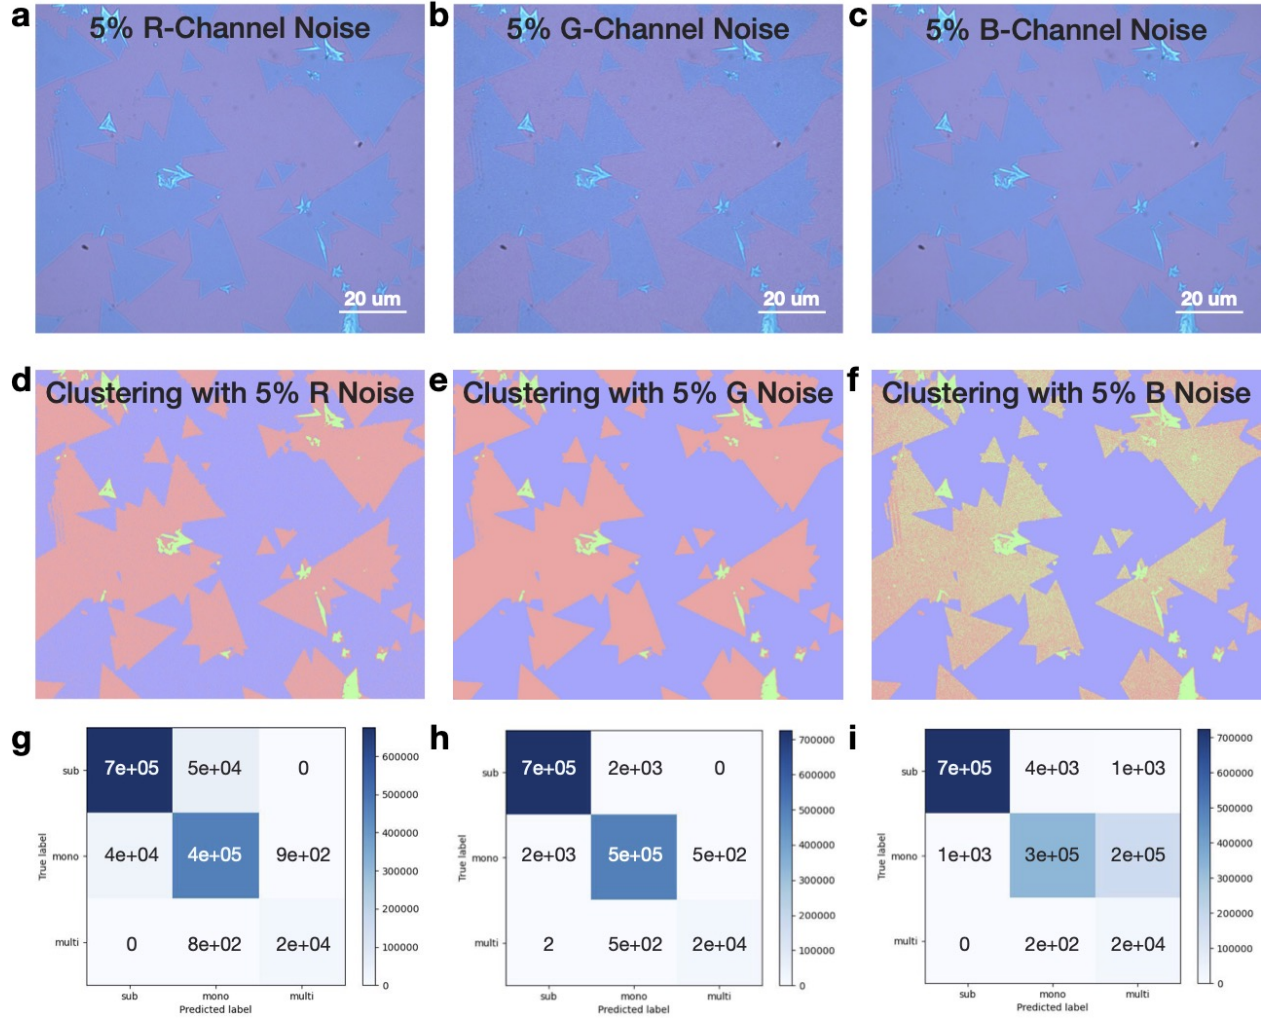 a
5% R-Channel Noise
b
5% G-Channel Noise
c
5% B-Channel Noise
20 um
20 um
20 um
d
Clustering with 5% R Noise
e
Clustering with 5% G Noise
f
Clustering with 5% B Noise
g
sub
7e+05 5e+04 0
mono
4e+04 4e+05 9e+02
multi
0 8e+02 2e+04
sub mono multi
Predicted label
True label
600000
500000
400000
300000
200000
100000
0
h
sub
7e+05 2e+03 0
mono
2e+03 5e+05 5e+02
multi
2 5e+02 2e+04
sub mono multi
Predicted label
True label
700000
600000
500000
400000
300000
200000
100000
0
i
sub
7e+05 4e+03 1e+03
mono
1e+03 3e+05 2e+05
multi
0 2e+02 2e+04
sub mono multi
Predicted label
True label
700000
600000
500000
400000
300000
200000
100000
0